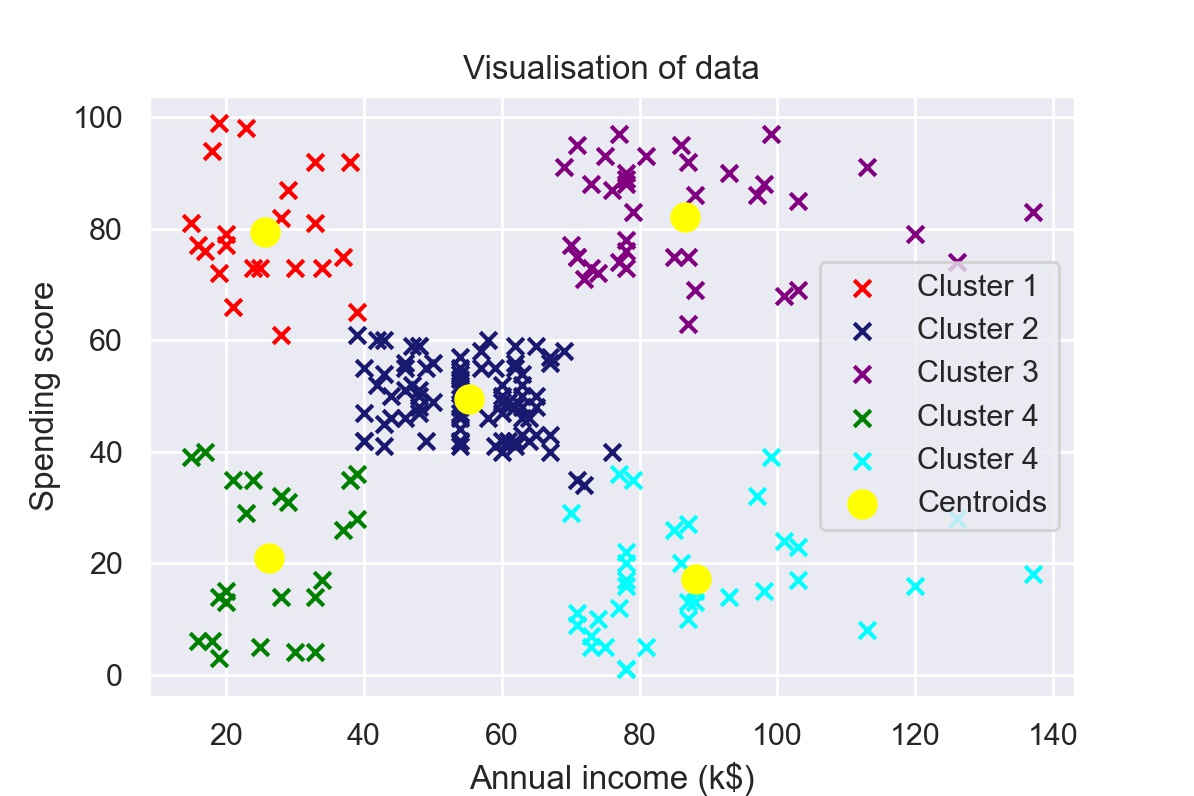 Visualisation of data
100
80
60
40
20
0
Spending score
20 40 60 80 100 120 140
Annual income (k$)
Cluster 1
Cluster 2
Cluster 3
Cluster 4
Cluster 4
Centroids